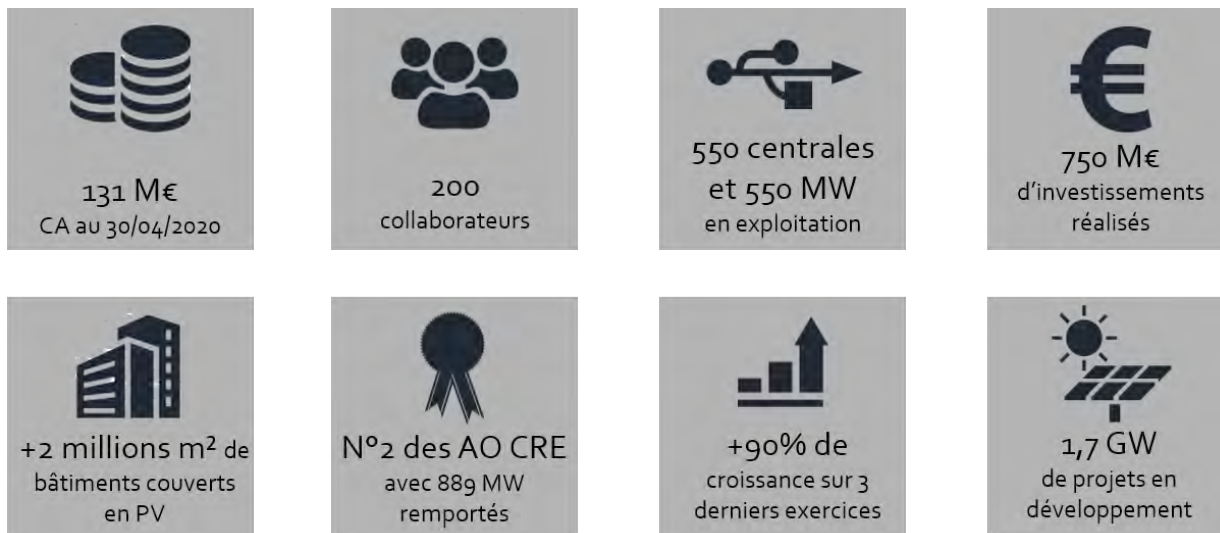 131 M€
CA au 30/04/2020
200
collaborateurs
550 centrales
et 550 MW
en exploitation
750 M€
d'investissements
réalisés
+2 millions m² de
bâtiments couverts
en PV
N°2 des AO CRE
avec 889 MW
remportés
+90% de
croissance sur 3
derniers exercices
1,7 GW
de projets en
développement